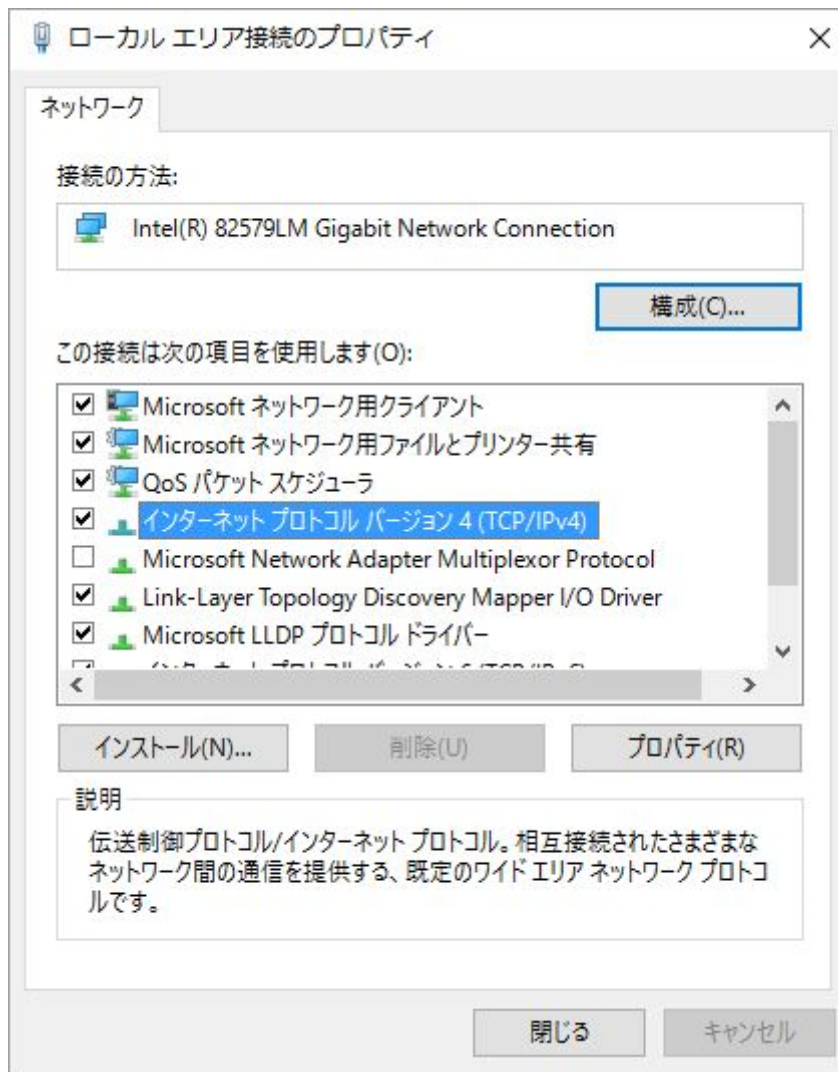 ローカル エリア接続のプロパティ
ネットワーク
接続の方法:
Intel(R) 82579LM Gigabit Network Connection
構成(C)...
この接続は次の項目を使用します(O):
Microsoft ネットワーク用クライアント
Microsoft ネットワーク用ファイルとプリンター共有
QoS パケット スケジューラ
インターネット プロトコル バージョン 4 (TCP/IPv4)
Microsoft Network Adapter Multiplexor Protocol
Link-Layer Topology Discovery Mapper I/O Driver
Microsoft LLDP プロトコル ドライバー
インストール(N)...
削除(U)
プロパティ(R)
説明
伝送制御プロトコル/インターネット プロトコル。相互接続されたさまざまな
ネットワーク間の通信を提供する、既定のワイド エリア ネットワーク プロトコ
ルです。
閉じる
キャンセル